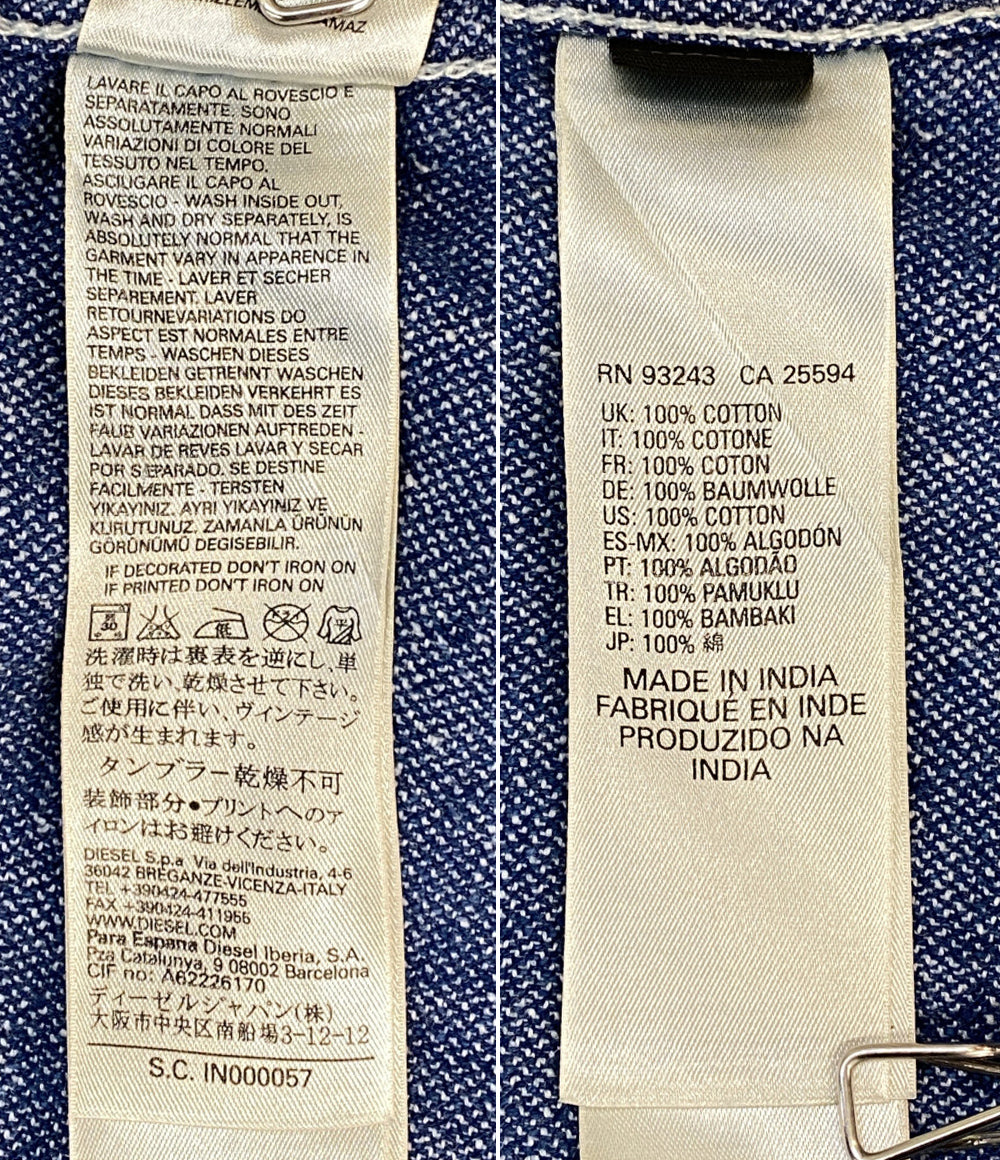 AMAZ
LAVARE IL CAPO AL ROVESCIO E
SEPARATAMENTE. SONO
ASSOLUTAMENTE NORMALI
VARIAZIONI DI COLORE DEL
TESSUTO NEL TEMPO.
ASCIUGARE IL CAPO AL
ROVESCIO - WASH INSIDE OUT,
WASH AND DRY SEPARATELY, IS
ABSOLUTELY NORMAL THAT THE
GARMENT VARY IN APPARENCE IN
THE TIME - LAVER ET SECHER
SEPAREMENT. LAVER
RETOURNEVARIATIONS DO
ASPECT EST NORMALES ENTRE
TEMPS - WASCHEN DIESES
BEKLEIDEN GETRENNT WASCHEN
DIESES BEKLEIDEN VERKEHRT ES
IST NORMAL DASS MIT DES ZEIT
FAUB VARIAZIONEN AUFTREDEN -
LAVAR DE REVES LAVAR Y SECAR
POR SEPARADO. SE DESTINE
FACILMENTE - TERSTEN
YIKAYINIZ. AYRI YIKAYINIZ VE
KURUTUNUZ. ZAMANLA ÜRÜNÜN
GÖRÜNÜMÜ DEGISEBILIR.
IF DECORATED DON'T IRON ON
IF PRINTED DON'T IRON ON
30 低
洗濯時は裏表を逆にし、単
独で洗い、乾燥させて下さい。
ご使用に伴い、ヴィンテージ
感が生まれます。
タンブラー乾燥不可
装飾部分●プリントへのア
イロンはお避けください。
DIESEL S.p.a Via dell'Industria, 4-6
36042 BREGANZE-VICENZA-ITALY
TEL +390424-477555
FAX +390424-411955
WWW.DIESEL.COM
Para Espana Diesel Iberia, S.A.
Pza Catalunya, 9 08002 Barcelona
CIF no: A62226170
ディーゼルジャパン(株)
大阪市中央区南船場3-12-12
S.C. IN000057
RN 93243 CA 25594
UK: 100% COTTON
IT: 100% COTONE
FR: 100% COTON
DE: 100% BAUMWOLLE
US: 100% COTTON
ES-MX: 100% ALGODÓN
PT: 100% ALGODÃO
TR: 100% PAMUKLU
EL: 100% BAMBAKI
JP: 100% 綿
MADE IN INDIA
FABRIQUÉ EN INDE
PRODUZIDO NA
INDIA